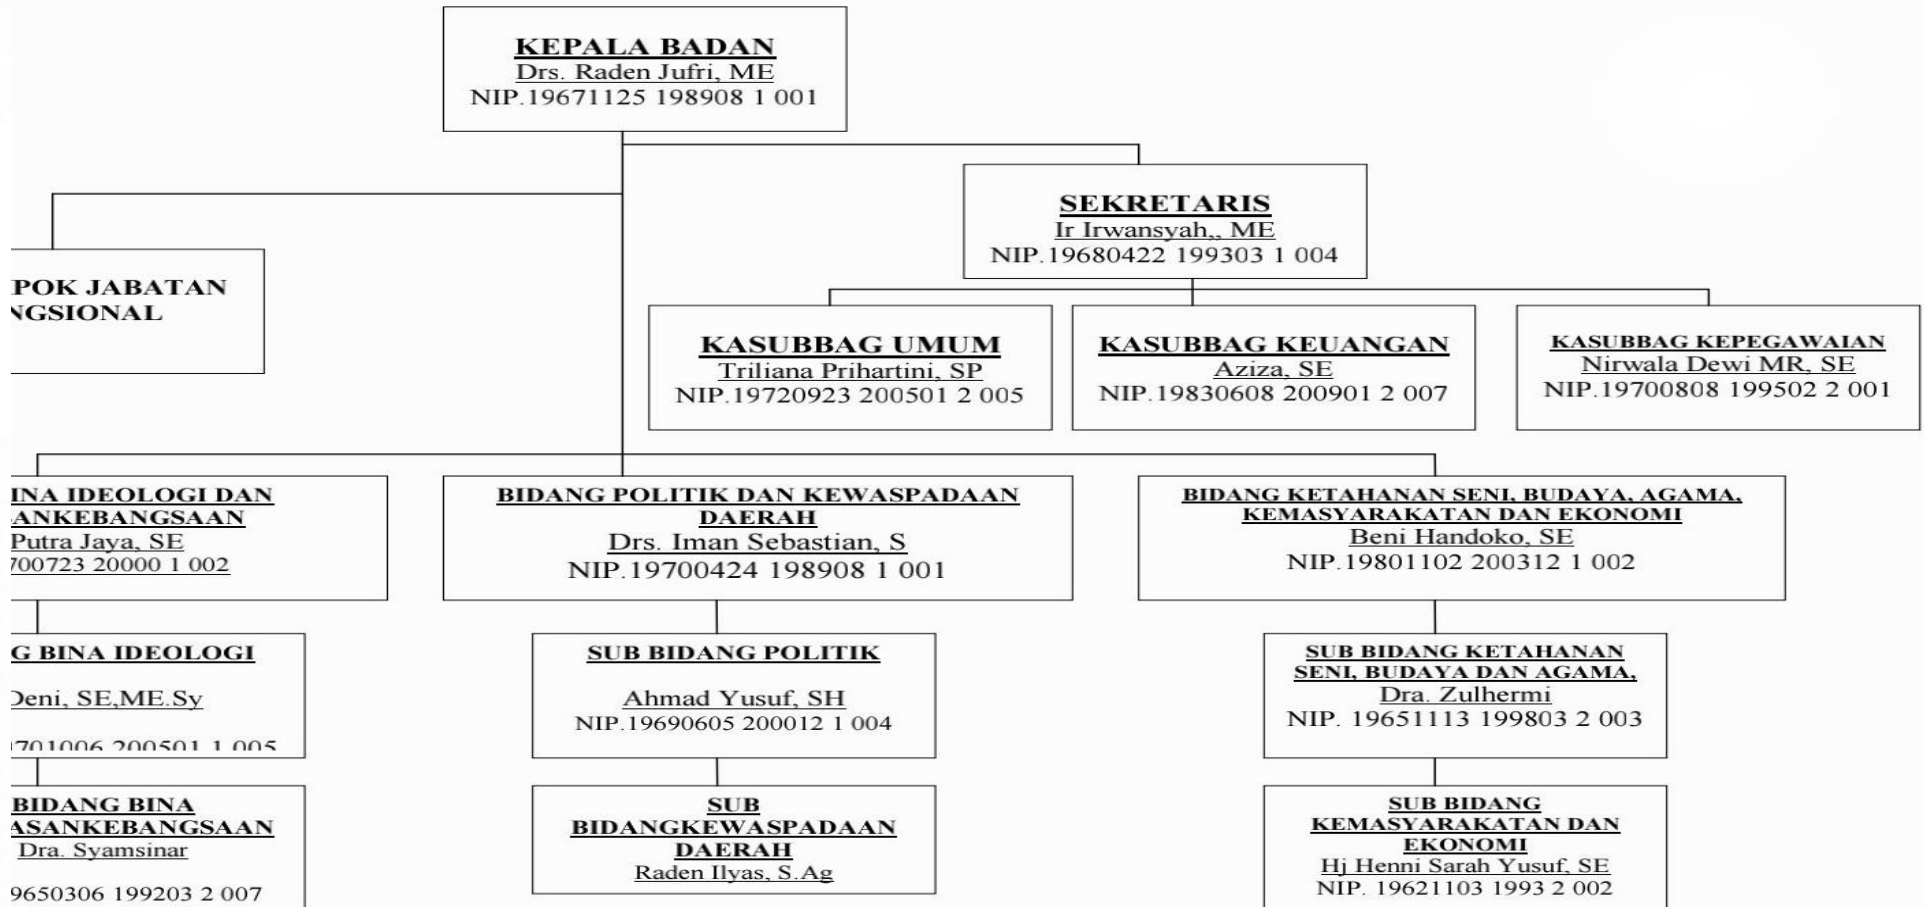 KEPALA BADAN
Drs. Raden Jufri, ME
NIP.19671125 198908 1 001
SEKRETARIS
Ir Irwansyah,, ME
NIP.19680422 199303 1 004
POK JABATAN
NGSIONAL
KASUBBAG UMUM
Triliana Prihartini, SP
NIP.19720923 200501 2 005
KASUBBAG KEUANGAN
Aziza, SE
NIP.19830608 200901 2 007
KASUBBAG KEPEGAWAIAN
Nirwala Dewi MR, SE
NIP.19700808 199502 2 001
INA IDEOLOGI DAN
ANKEBANGSAAN
Putra Jaya, SE
700723 20000 1 002
BIDANG POLITIK DAN KEWASPADAAN
DAERAH
Drs. Iman Sebastian, S
NIP.19700424 198908 1 001
BIDANG KETAHANAN SENI, BUDAYA, AGAMA,
KEMASYARAKATAN DAN EKONOMI
Beni Handoko, SE
NIP.19801102 200312 1 002
G BINA IDEOLOGI
Deni, SE,ME.Sy
701006 200501 1 005
SUB BIDANG POLITIK
Ahmad Yusuf, SH
NIP.19690605 200012 1 004
SUB BIDANG KETAHANAN
SENI, BUDAYA DAN AGAMA,
Dra. Zulhermi
NIP. 19651113 199803 2 003
BIDANG BINA
ASANKEBANGSAAN
Dra. Syamsinar
9650306 199203 2 007
SUB
BIDANGKEWASPADAAN
DAERAH
Raden Ilyas, S.Ag
SUB BIDANG
KEMASYARAKATAN DAN
EKONOMI
Hj Henni Sarah Yusuf, SE
NIP. 19621103 1993 2 002